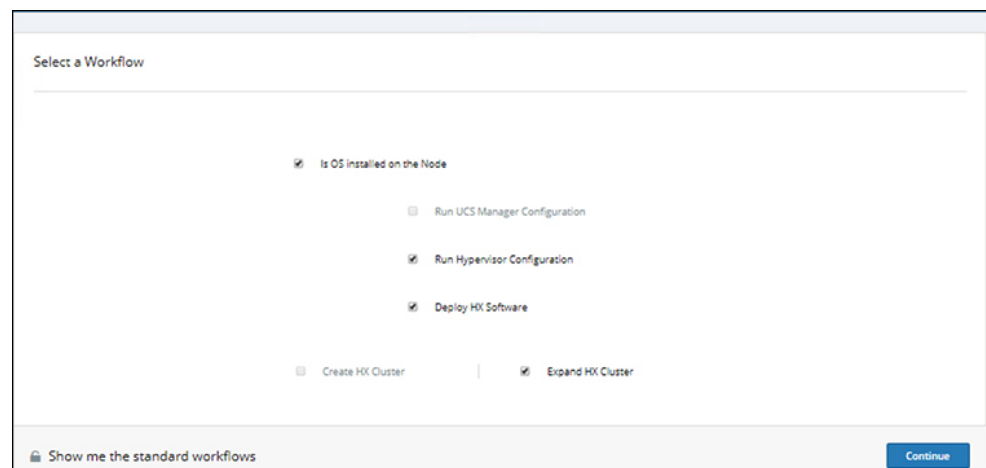 Select a Workflow
Is OS installed on the Node
Run UCS Manager Configuration
Run Hypervisor Configuration
Deploy HX Software
Create HX Cluster
Expand HX Cluster
Show me the standard workflows
Continue